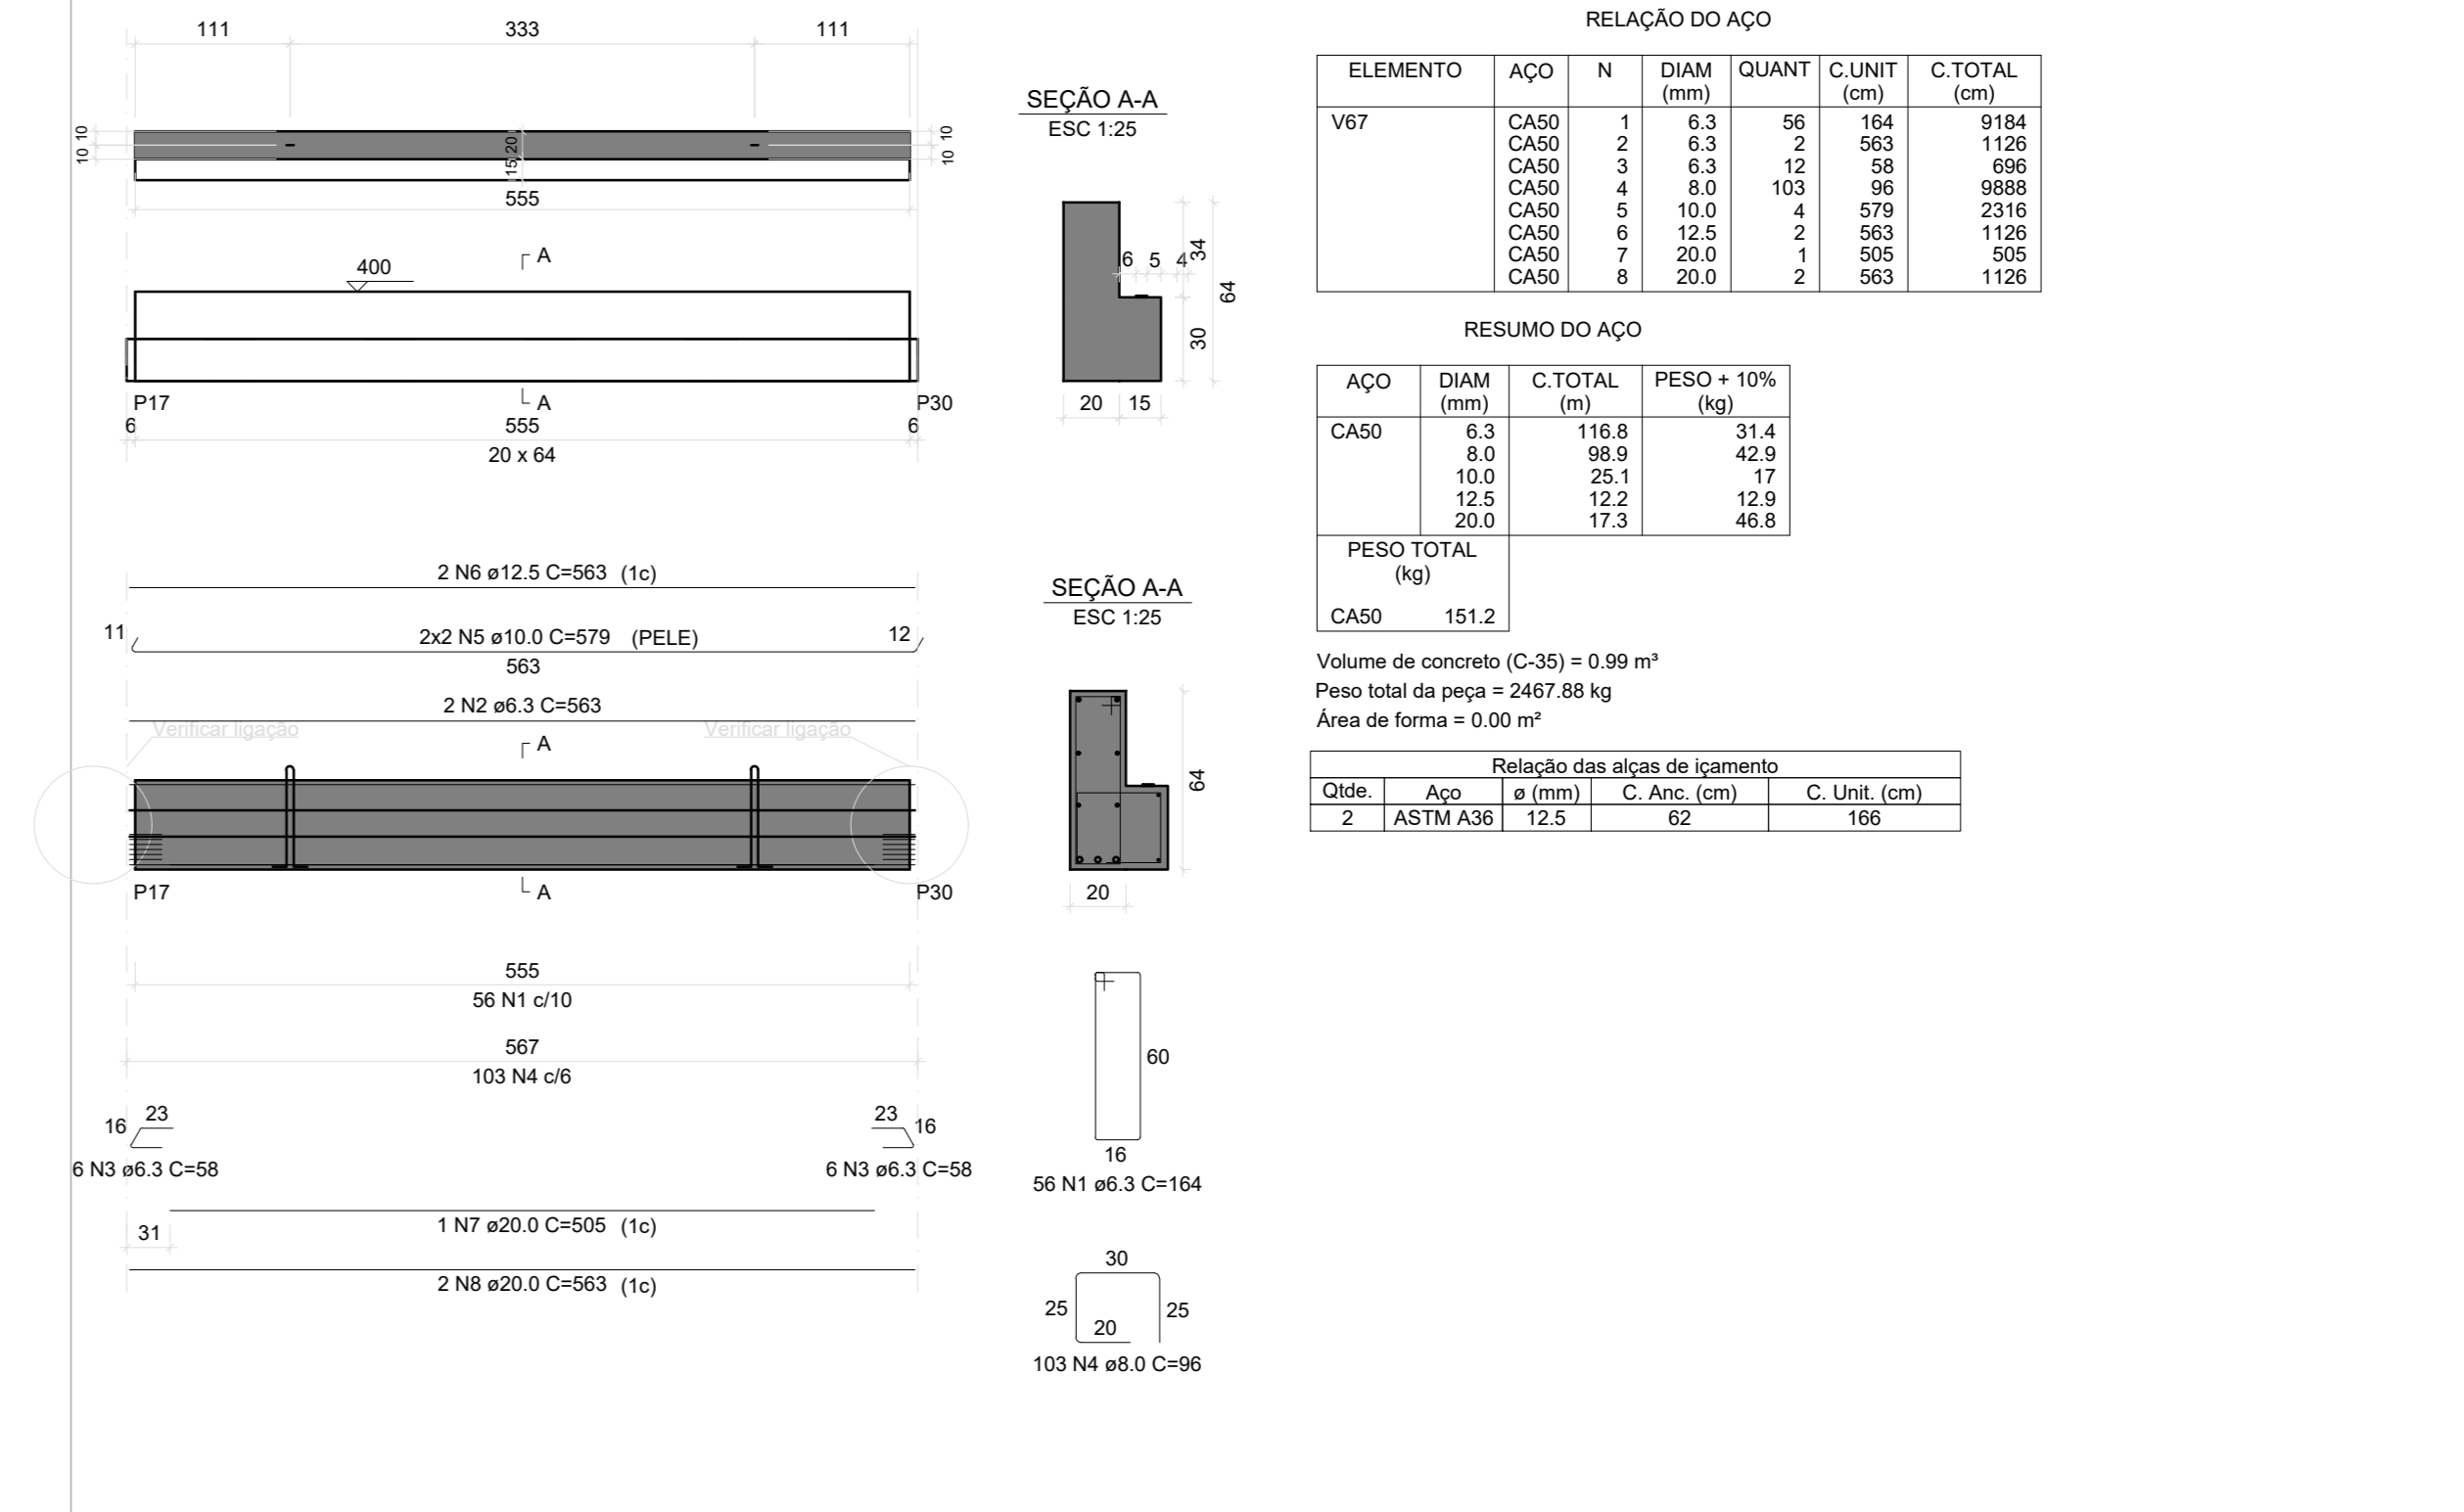 111 333 111
10 10 20 15 10 10
555
A
400
P17 A P30
6 555 6
20 x 64
SEÇÃO A-A
ESC 1:25
6 5 4 34
64
30
20 15
2 N6 ø12.5 C=563 (1c)
11 2x2 N5 ø10.0 C=579 (PELE) 12
563
2 N2 ø6.3 C=563
Verificar ligação Verificar ligação
A
P17 A P30
555
56 N1 c/10
567
103 N4 c/6
16 23 23 16
6 N3 ø6.3 C=58 6 N3 ø6.3 C=58
1 N7 ø20.0 C=505 (1c)
31
2 N8 ø20.0 C=563 (1c)
SEÇÃO A-A
ESC 1:25
64
20
60
16
56 N1 ø6.3 C=164
30
25 25
20
103 N4 ø8.0 C=96
RELAÇÃO DO AÇO
ELEMENTO AÇO N DIAM QUANT C.UNIT C.TOTAL
(mm) (cm) (cm)
V67 CA50 1 6.3 56 164 9184
CA50 2 6.3 2 563 1126
CA50 3 6.3 12 58 696
CA50 4 8.0 103 96 9888
CA50 5 10.0 4 579 2316
CA50 6 12.5 2 563 1126
CA50 7 20.0 1 505 505
CA50 8 20.0 2 563 1126
RESUMO DO AÇO
AÇO DIAM C.TOTAL PESO + 10%
(mm) (m) (kg)
CA50 6.3 116.8 31.4
8.0 98.9 42.9
10.0 25.1 17
12.5 12.2 12.9
20.0 17.3 46.8
PESO TOTAL
(kg)
CA50 151.2
Volume de concreto (C-35) = 0.99 m³
Peso total da peça = 2467.88 kg
Área de forma = 0.00 m²
Relação das alças de içamento
Qtde. Aço ø (mm) C. Anc. (cm) C. Unit. (cm)
2 ASTM A36 12.5 62 166